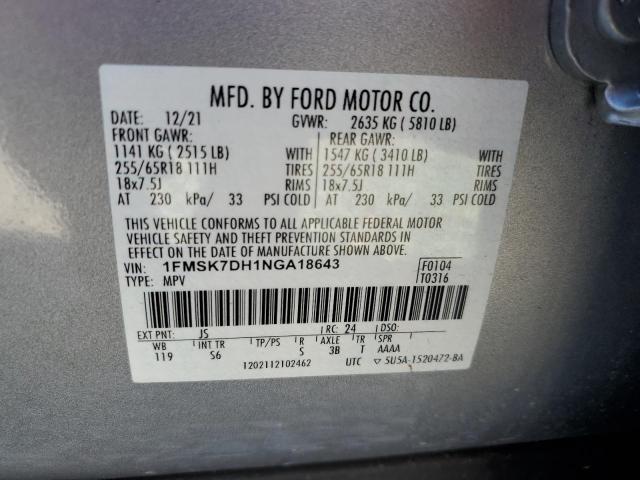 MFD. BY FORD MOTOR CO.
DATE: 12/21 GVWR: 2635 KG ( 5810 LB)
FRONT GAWR: REAR GAWR:
1141 KG ( 2515 LB) WITH 1547 KG ( 3410 LB) WITH
255/65R18 111H TIRES 255/65R18 111H TIRES
18x7.5J RIMS 18x7.5J RIMS
AT 230 kPa/ 33 PSI COLD AT 230 kPa/ 33 PSI COLD
THIS VEHICLE CONFORMS TO ALL APPLICABLE FEDERAL MOTOR
VEHICLE SAFETY AND THEFT PREVENTION STANDARDS IN
EFFECT ON THE DATE OF MANUFACTURE SHOWN ABOVE.
VIN: 1FMSK7DH1NGA18643 F0104
TYPE: MPV T0316
EXT PNT: JS RC: 24 DSO:
WB INT TR TP/PS R AXLE TR SPR
119 S6 S 3B T AAAA
1202112102462 UTC ▽ 5U5A-1520472-BA